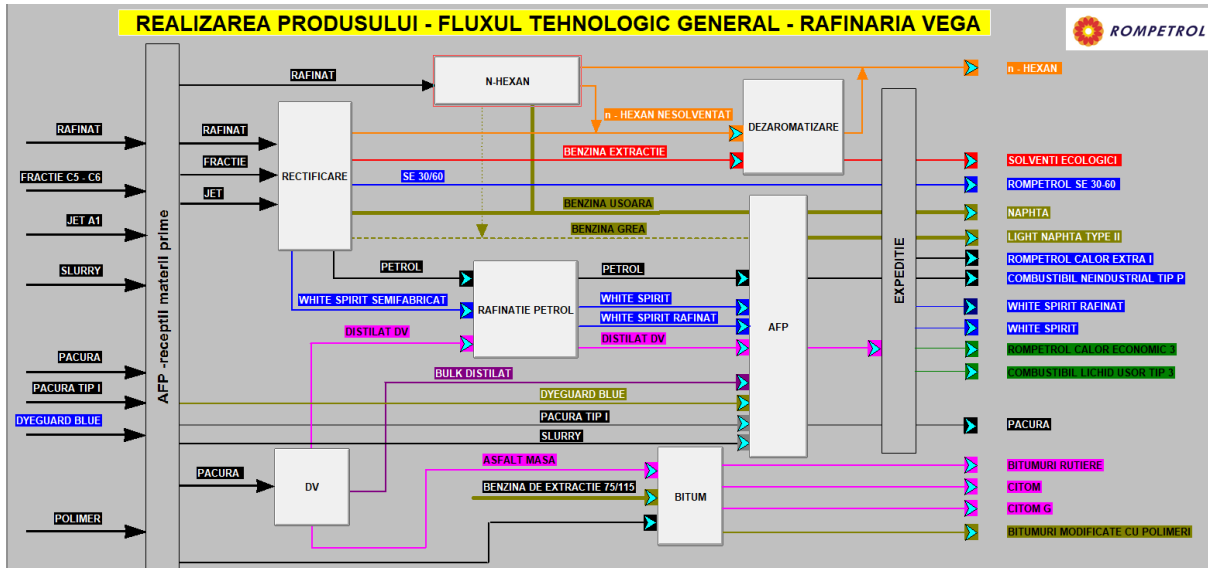 REALIZAREA PRODUSULUI - FLUXUL TEHNOLOGIC GENERAL - RAFINARIA VEGA
ROMPETROL
RAFINAT
FRACTIE C5 - C6
JET A1
SLURRY
PACURA
PACURA TIP I
DYEGUARD BLUE
POLIMER
AFP -receptii materii prime
RAFINAT
RAFINAT
FRACTIE
JET
PACURA
N-HEXAN
RECTIFICARE
n - HEXAN NESOLVENTAT
BENZINA EXTRACTIE
SE 30/60
BENZINA USOARA
BENZINA GREA
DEZAROMATIZARE
PETROL
WHITE SPIRIT SEMIFABRICAT
DISTILAT DV
RAFINATIE PETROL
PETROL
WHITE SPIRIT
WHITE SPIRIT RAFINAT
DISTILAT DV
BULK DISTILAT
DYEGUARD BLUE
PACURA TIP I
SLURRY
AFP
DV
ASFALT MASA
BENZINA DE EXTRACTIE 75/115
BITUM
EXPEDITIE
n - HEXAN
SOLVENTI ECOLOGICI
ROMPETROL SE 30-60
NAPHTA
LIGHT NAPHTA TYPE II
ROMPETROL CALOR EXTRA I
COMBUSTIBIL NEINDUSTRIAL TIP P
WHITE SPIRIT RAFINAT
WHITE SPIRIT
ROMPETROL CALOR ECONOMIC 3
COMBUSTIBIL LICHID USOR TIP 3
PACURA
BITUMURI RUTIERE
CITOM
CITOM G
BITUMURI MODIFICATE CU POLIMERI